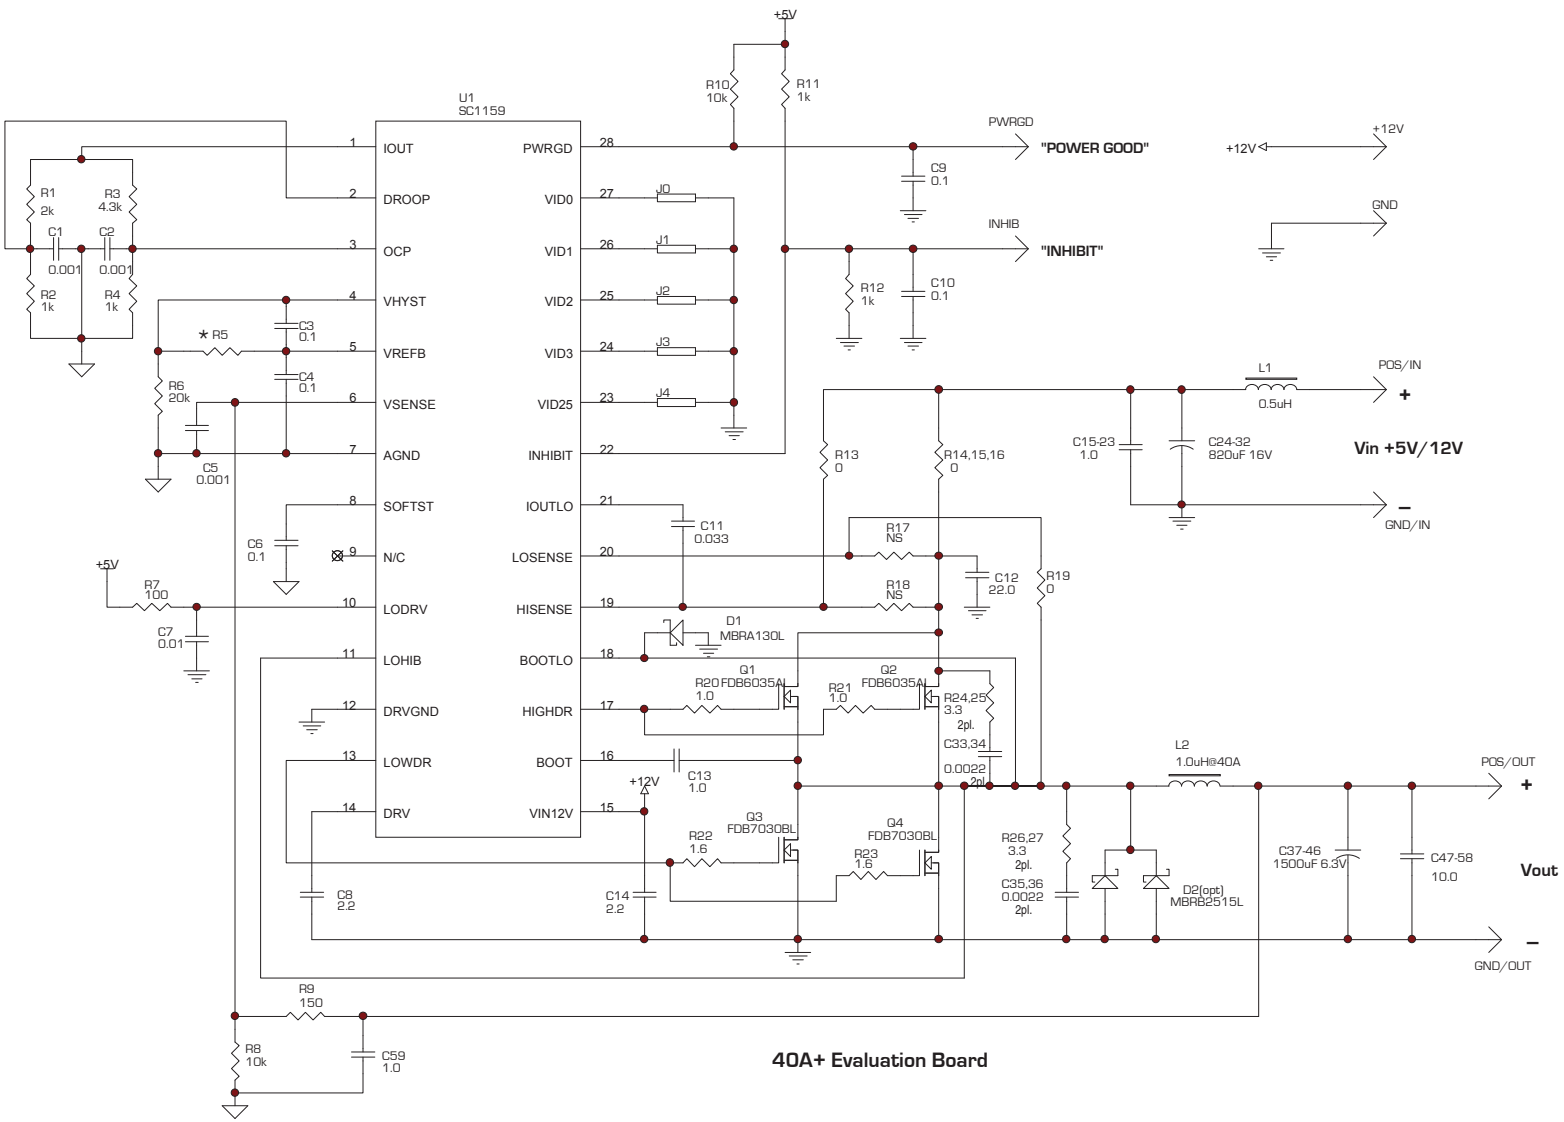 +5V
R10
10k
R11
1k
U1
SC1159
PWRGD
"POWER GOOD"
+12V
+12V
1 IOUT
PWRGD 28
C9
0.1
R1
2k
R3
4.3k
2 DROOP
VID0 27
J0
GND
C1
0.001
C2
0.001
3 OCP
VID1 26
J1
INHIB
"INHIBIT"
R2
1k
R4
1k
4 VHYST
VID2 25
J2
R12
1k
C10
0.1
C3
0.1
* R5
5 VREFB
VID3 24
J3
C4
0.1
L1
0.5uH
POS/IN
+
R6
20k
6 VSENSE
VID25 23
J4
C5
0.001
7 AGND
INHIBIT 22
R13
0
R14,15,16
0
C15-23
1.0
C24-32
820uF 16V
Vin +5V/12V
8 SOFTST
IOUTLO 21
C11
0.033
–
GND/IN
C6
0.1
9 N/C
LOSENSE 20
R17
NS
C12
22.0
R19
0
+5V
R7
100
10 LODRV
HISENSE 19
R18
NS
C7
0.01
D1
MBRA130L
11 LOHIB
BOOTLO 18
Q1
FDB6035AL
Q2
FDB6035AL
R20
1.0
R21
1.0
R24,25
3.3
2pl.
12 DRVGND
HIGHDR 17
C33,34
0.0022
2pl.
13 LOWDR
BOOT 16
C13
1.0
L2
1.0uH@40A
POS/OUT
+
+12V
14 DRV
VIN12V 15
Q3
FDB7030BL
Q4
FDB7030BL
R22
1.6
R23
1.6
R26,27
3.3
2pl.
C37-46
1500uF 6.3V
C47-58
10.0
Vout
C8
2.2
C14
2.2
C35,36
0.0022
2pl.
D2(opt)
MBRB2515L
–
GND/OUT
R9
150
R8
10k
C59
1.0
40A+ Evaluation Board